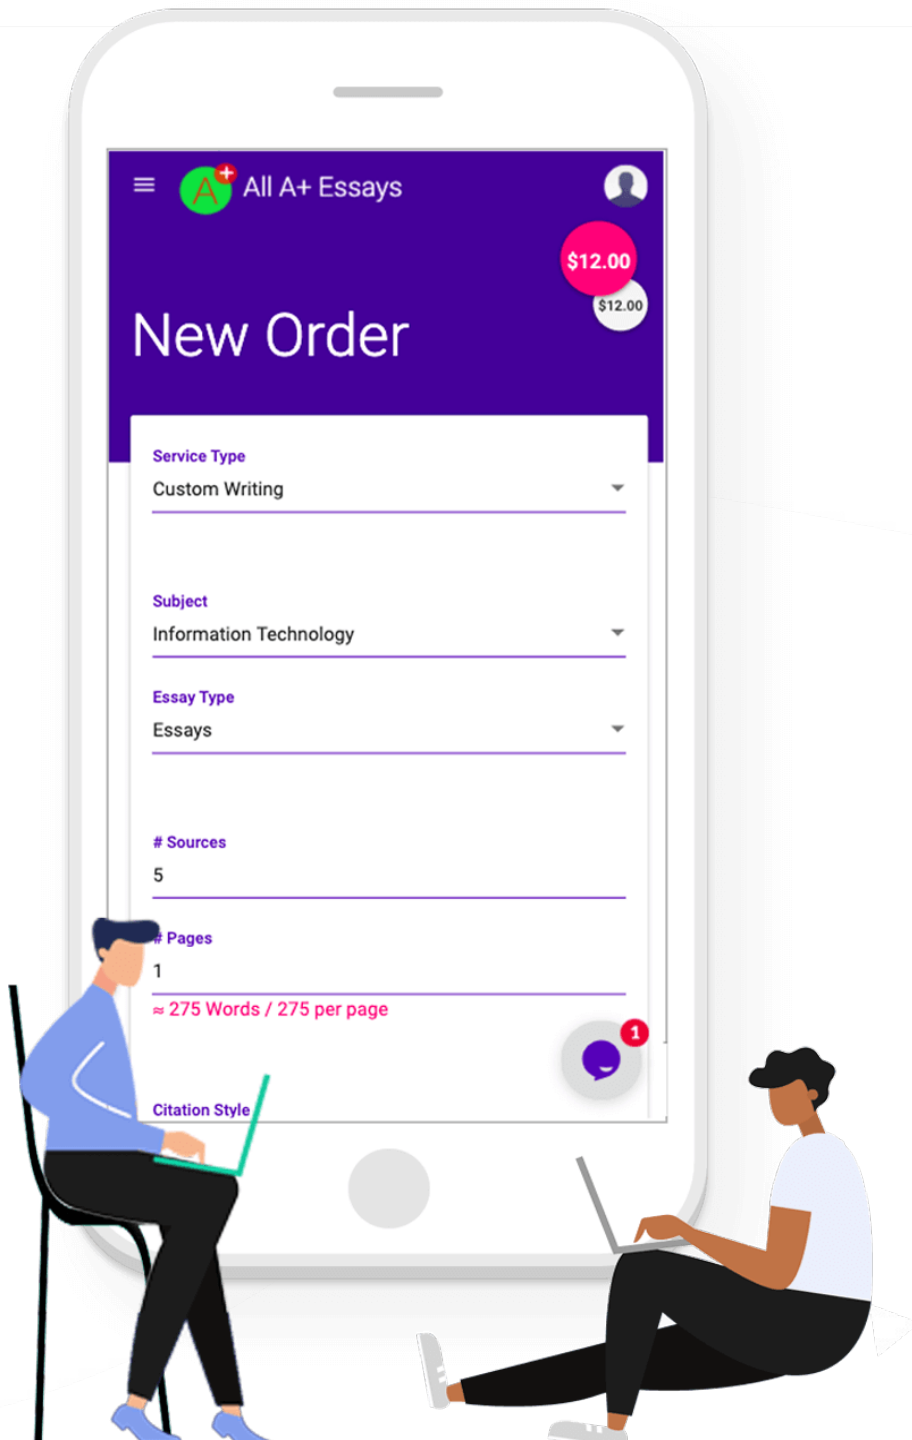 A+ All A+ Essays
$12.00
$12.00
New Order
Service Type
Custom Writing
Subject
Information Technology
Essay Type
Essays
# Sources
5
# Pages
1
≈ 275 Words / 275 per page
1
Citation Style